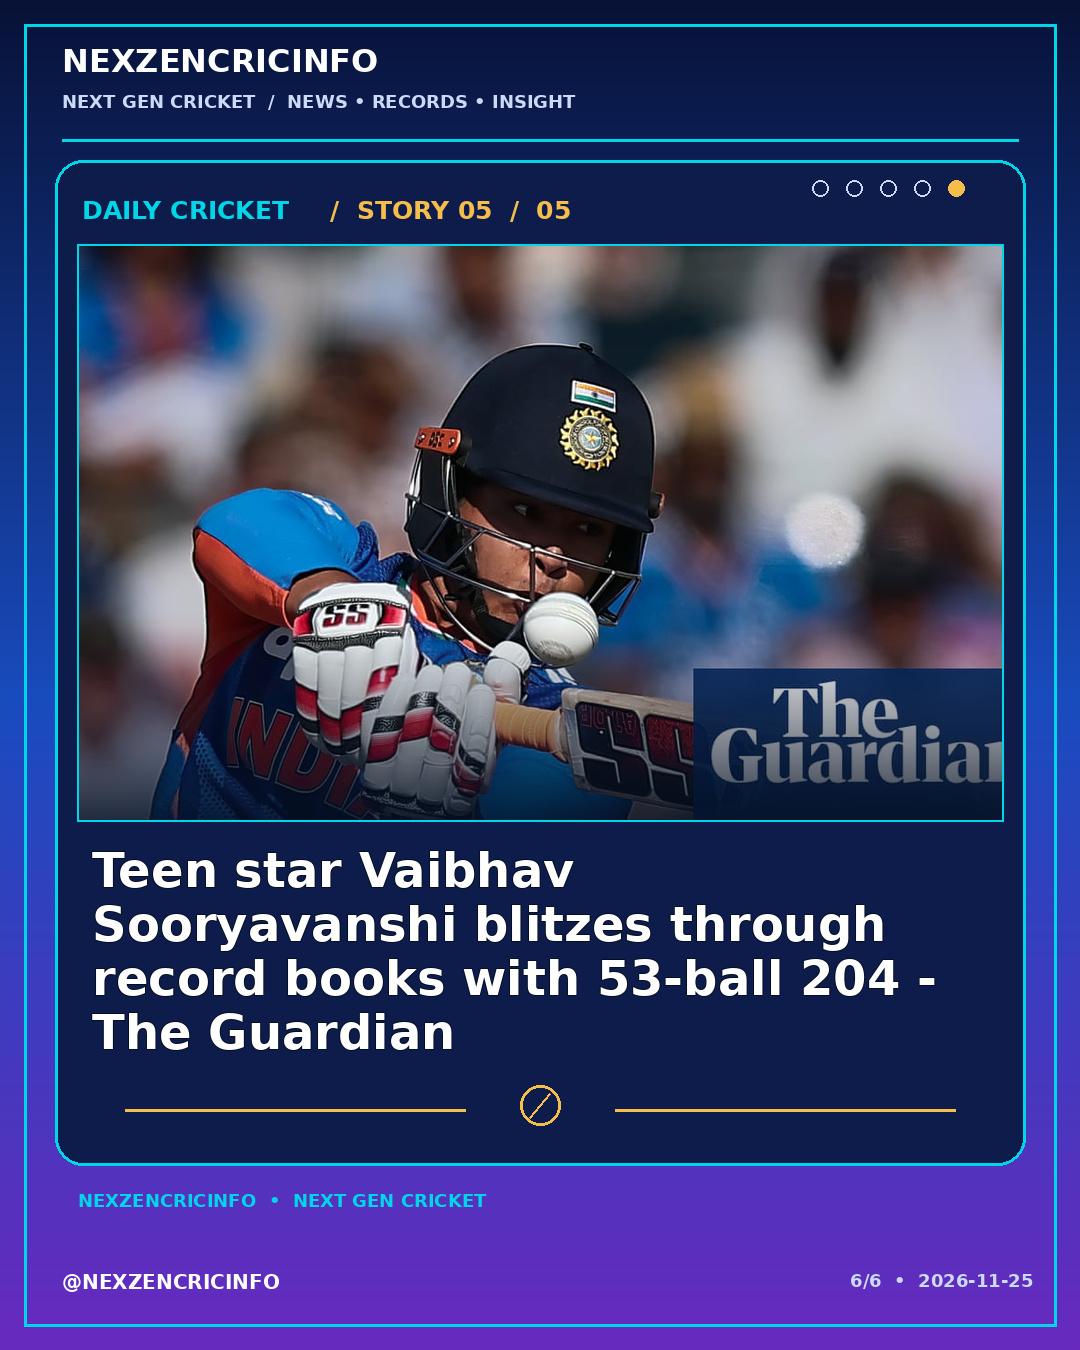 NEXZENCRICINFO
NEXT GEN CRICKET / NEWS • RECORDS • INSIGHT
DAILY CRICKET / STORY 05 / 05
SS
INDIA
SS
The
Guardian
Teen star Vaibhav
Sooryavanshi blitzes through
record books with 53-ball 204 -
The Guardian
NEXZENCRICINFO • NEXT GEN CRICKET
@NEXZENCRICINFO
6/6 • 2026-11-25